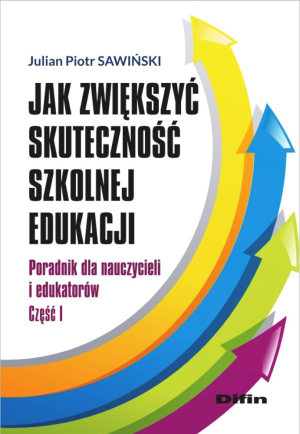 Julian Piotr SAWIŃSKI
JAK ZWIĘKSZYĆ
SKUTECZNOŚĆ
SZKOLNEJ
EDUKACJI
Poradnik dla nauczycieli
i edukatorów
Część I
Difin